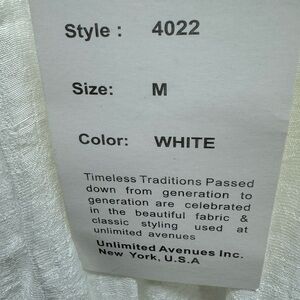 Style : 4022
Size: M
Color: WHITE
Timeless Traditions Passed
down from generation to
generation are celebrated
in the beautiful fabric &
classic styling used at
unlimited avenues
Unlimited Avenues Inc.
New York, U.S.A